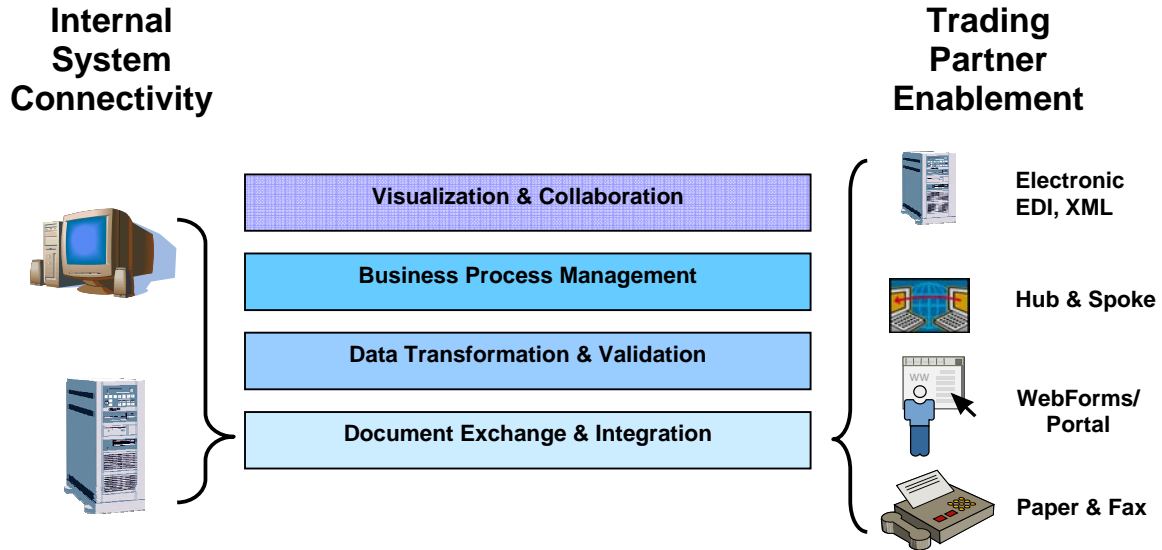 Internal
System
Connectivity
Trading
Partner
Enablement
Visualization & Collaboration
Business Process Management
Data Transformation & Validation
Document Exchange & Integration
Electronic
EDI, XML
Hub & Spoke
WW
WebForms/
Portal
Paper & Fax